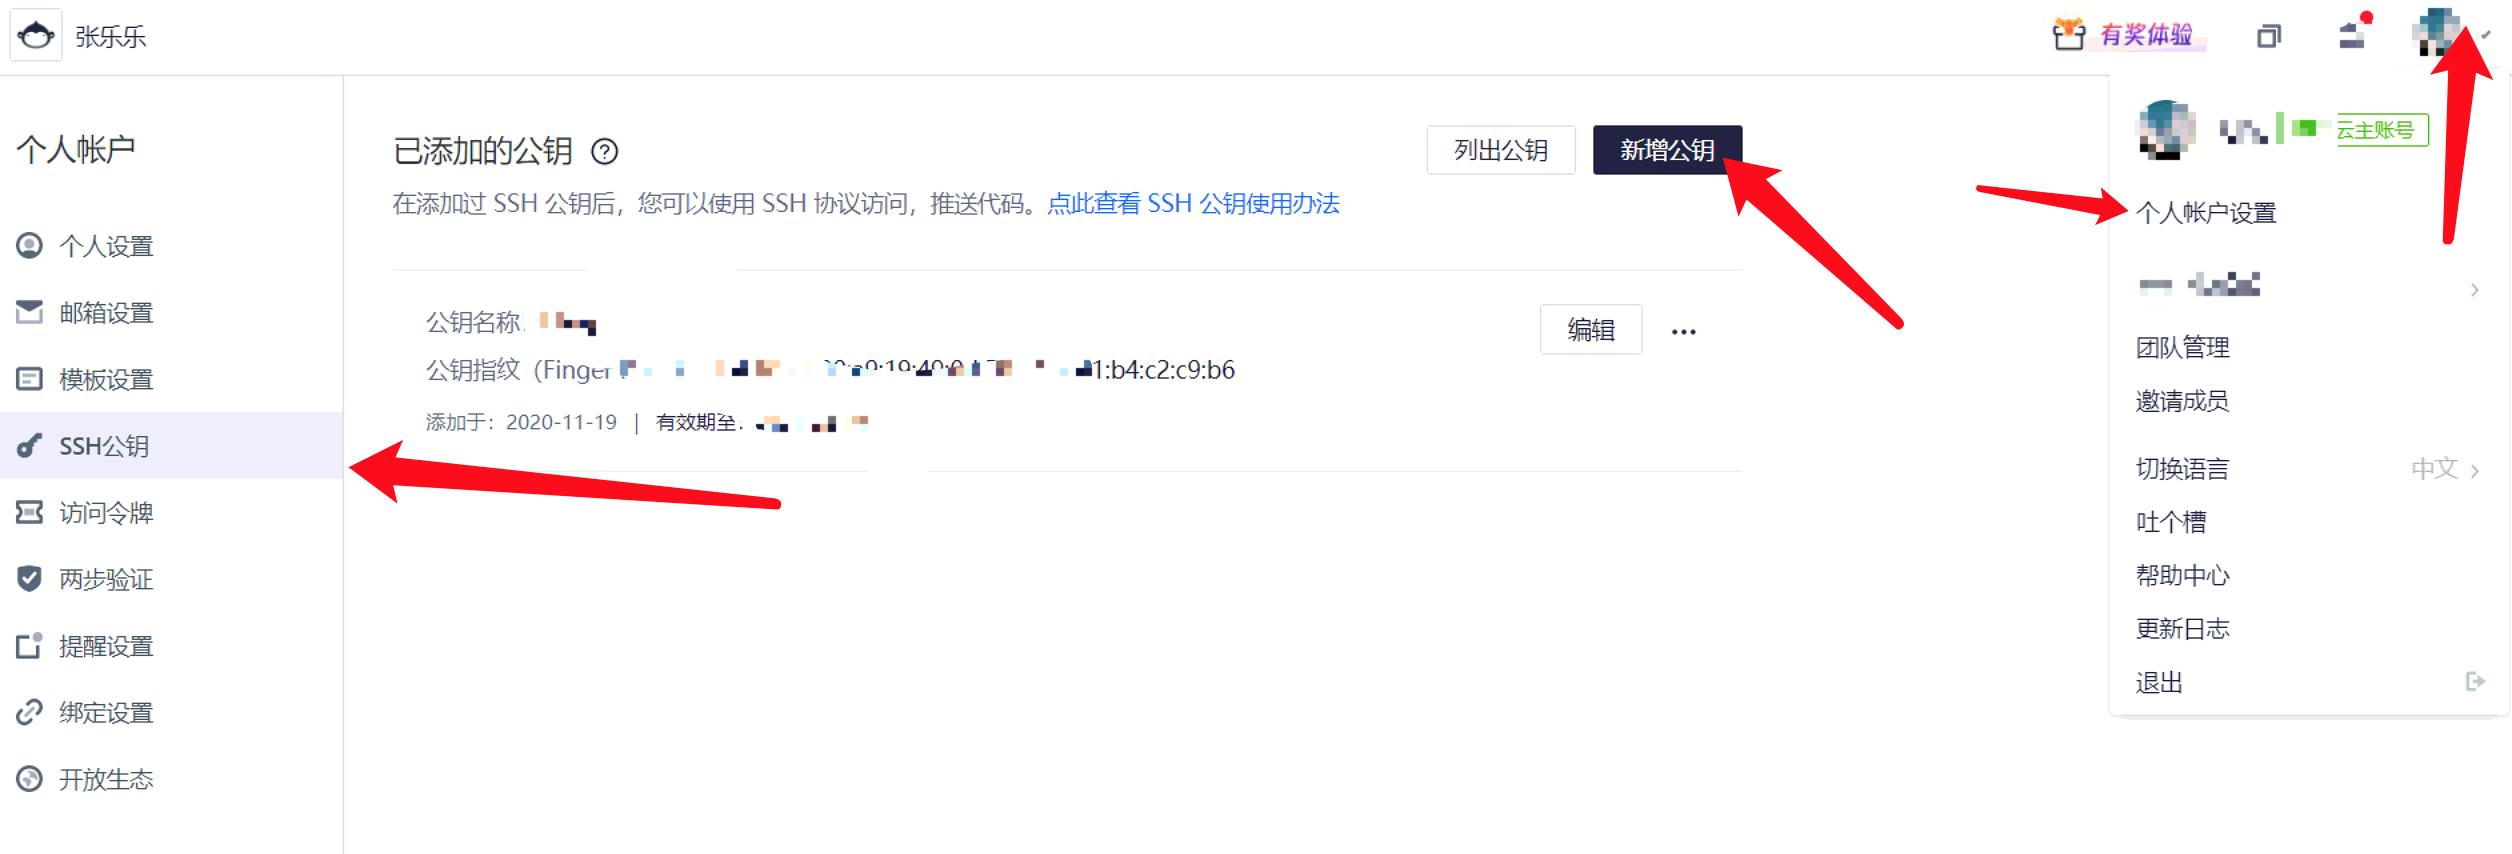 张乐乐
有奖体验
个人帐户
个人设置
邮箱设置
模板设置
SSH公钥
访问令牌
两步验证
提醒设置
绑定设置
开放生态
已添加的公钥
列出公钥
新增公钥
在添加过 SSH 公钥后，您可以使用 SSH 协议访问，推送代码。点此查看 SSH 公钥使用办法
公钥名称:
编辑
公钥指纹（Finger 1:b4:c2:c9:b6
添加于：2020-11-19 | 有效期至
云主账号
个人帐户设置
团队管理
邀请成员
切换语言 中文
吐个槽
帮助中心
更新日志
退出